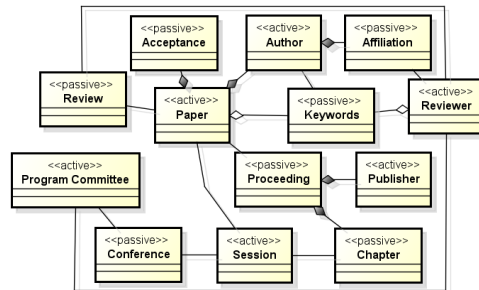 <<passive>>
Acceptance
<<active>>
Author
<<passive>>
Affiliation
<<passive>>
Review
<<active>>
Paper
<<passive>>
Keywords
<<active>>
Reviewer
<<active>>
Program Committee
<<passive>>
Proceeding
<<active>>
Publisher
<<passive>>
Conference
<<active>>
Session
<<passive>>
Chapter